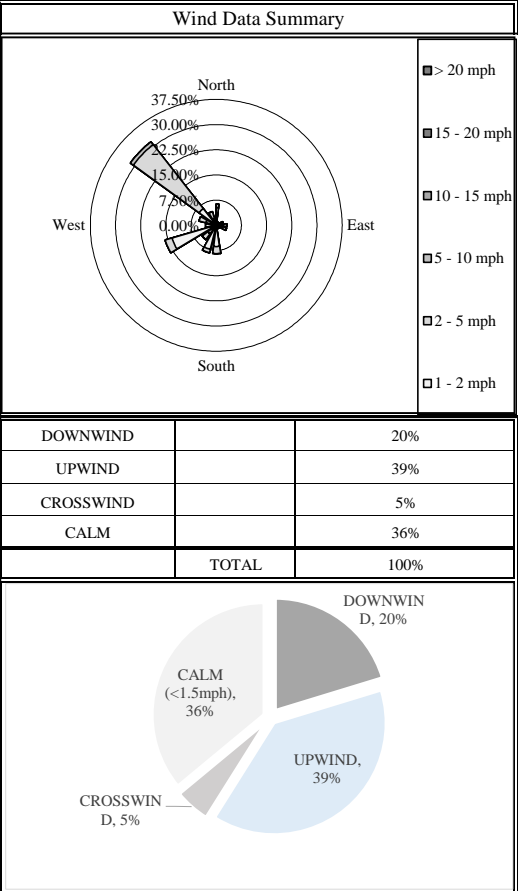 Wind Data Summary
North
37.50%
30.00%
22.50%
15.00%
7.50%
0.00%
West
East
South
> 20 mph
15 - 20 mph
10 - 15 mph
5 - 10 mph
2 - 5 mph
1 - 2 mph
DOWNWIND 20%
UPWIND 39%
CROSSWIND 5%
CALM 36%
TOTAL 100%
DOWNWIN
D, 20%
CALM
(<1.5mph),
36%
UPWIND,
39%
CROSSWIN
D, 5%